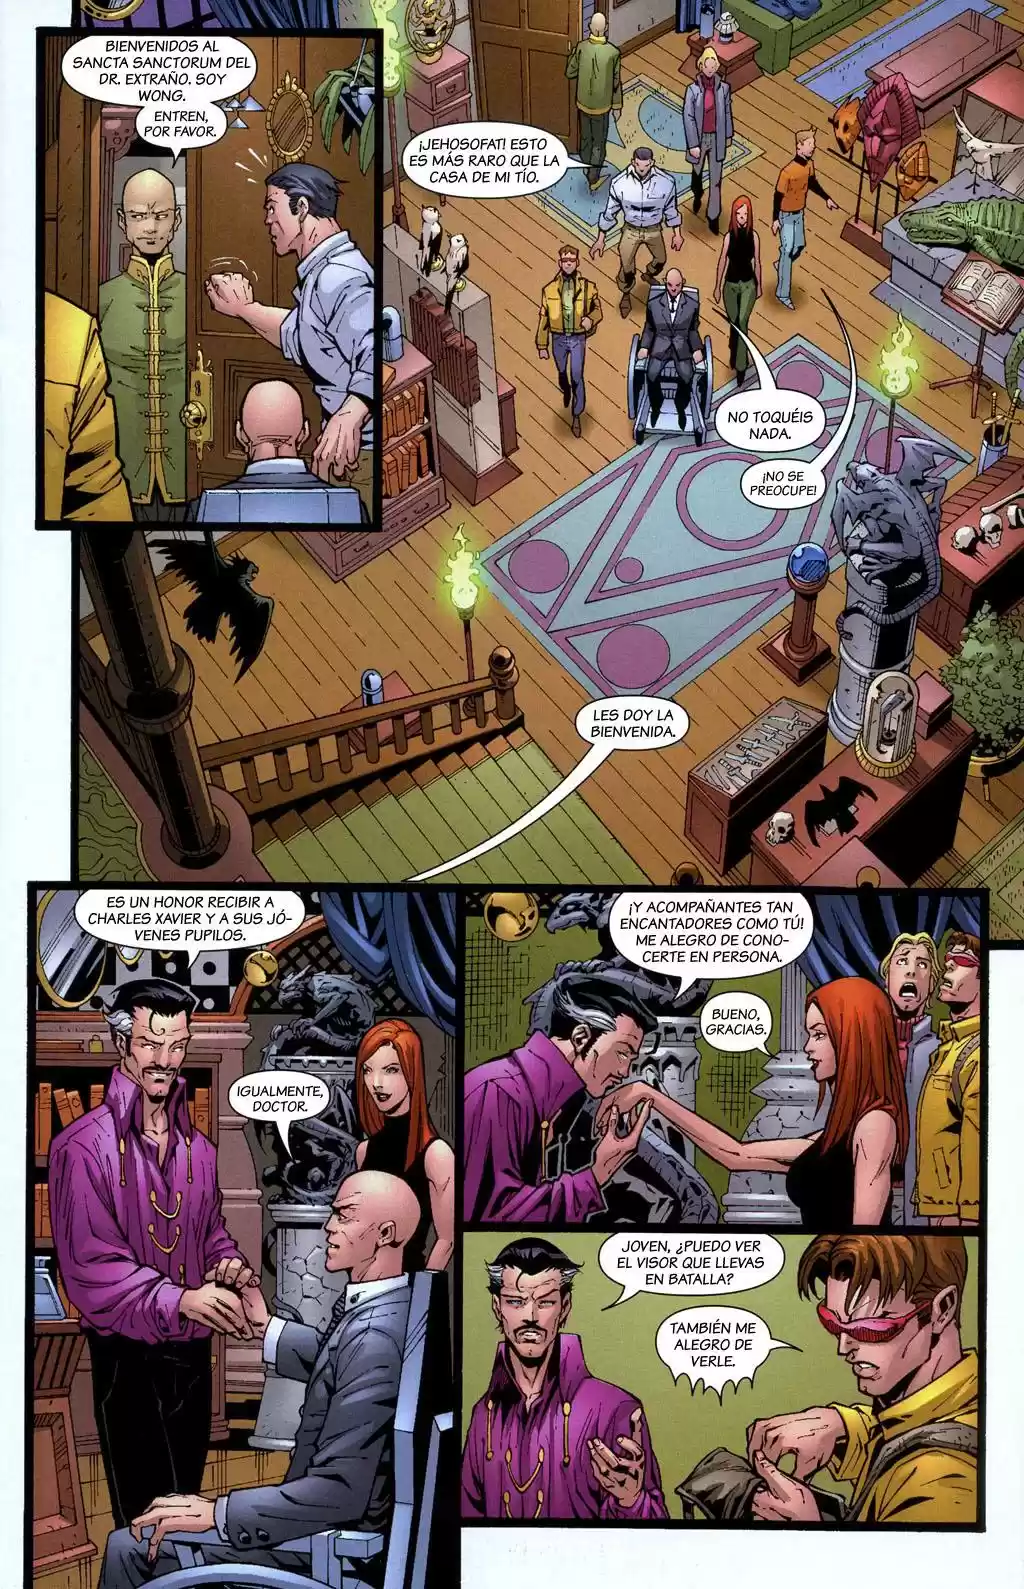 BIENVENIDOS AL
SANCTA SANCTORUM DEL
DR. EXTRAÑO. SOY
WONG.
ENTREN,
POR FAVOR.
¡JEHOSOFAT! ESTO
ES MÁS RARO QUE LA
CASA DE MI TÍO.
NO TOQUÉIS
NADA.
¡NO SE
PREOCUPE!
LES DOY LA
BIENVENIDA.
ES UN HONOR RECIBIR A
CHARLES XAVIER Y A SUS JÓ-
VENES PUPILOS.
IGUALMENTE,
DOCTOR.
¡Y ACOMPAÑANTES TAN
ENCANTADORES COMO TÚ!
ME ALEGRO DE CONO-
CERTE EN PERSONA.
BUENO,
GRACIAS.
JOVEN, ¿PUEDO VER
EL VISOR QUE LLEVAS
EN BATALLA?
TAMBIÉN ME
ALEGRO DE
VERLE.